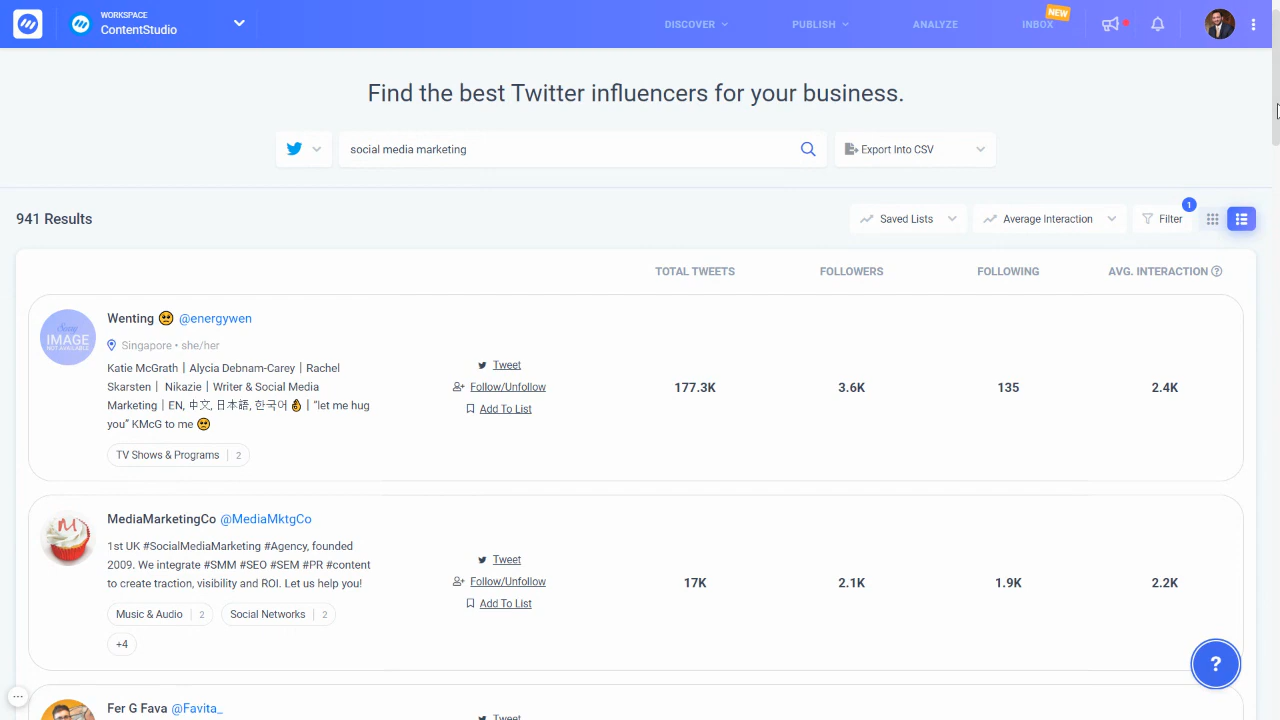 WORKSPACE
ContentStudio
DISCOVER
PUBLISH
ANALYZE
INBOX
NEW
Find the best Twitter influencers for your business.
social media marketing
Export Into CSV
941 Results
Saved Lists
Average Interaction
Filter
1
TOTAL TWEETS
FOLLOWERS
FOLLOWING
AVG. INTERACTION
Wenting 🥺 @energywen
Singapore • she/her
Katie McGrath | Alycia Debnam-Carey | Rachel
Skarsten | Nikazie | Writer & Social Media
Marketing | EN, 中文, 日本語, 한국어 | “let me hug
you” KMcG to me 🥺
TV Shows & Programs 2
Tweet
Follow/Unfollow
Add To List
177.3K
3.6K
135
2.4K
Sorry
IMAGE
NOT AVAILABLE
MediaMarketingCo @MediaMktgCo
1st UK #SocialMediaMarketing #Agency, founded
2009. We integrate #SMM #SEO #SEM #PR #content
to create traction, visibility and ROI. Let us help you!
Music & Audio 2
Social Networks 2
+4
Tweet
Follow/Unfollow
Add To List
17K
2.1K
1.9K
2.2K
Fer G Fava @Favita_
Tweet
?